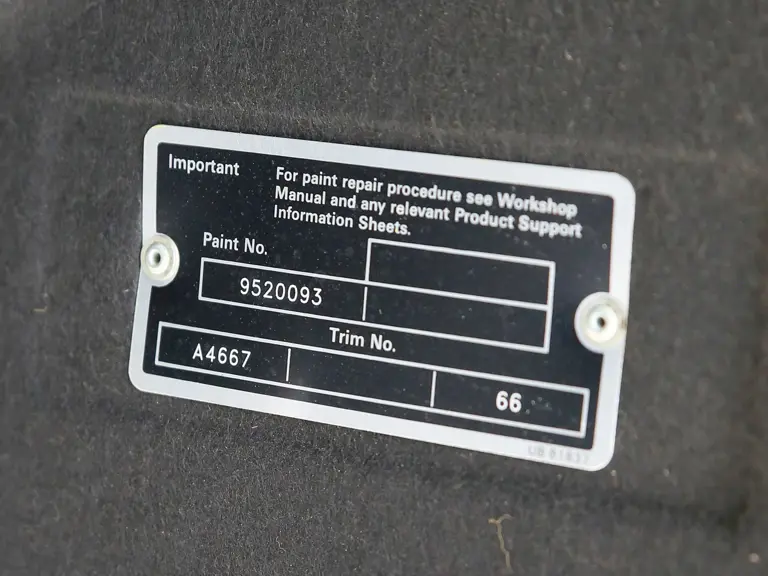 Important
For paint repair procedure see Workshop
Manual and any relevant Product Support
Information Sheets.
Paint No.
9520093
Trim No.
A4667
66